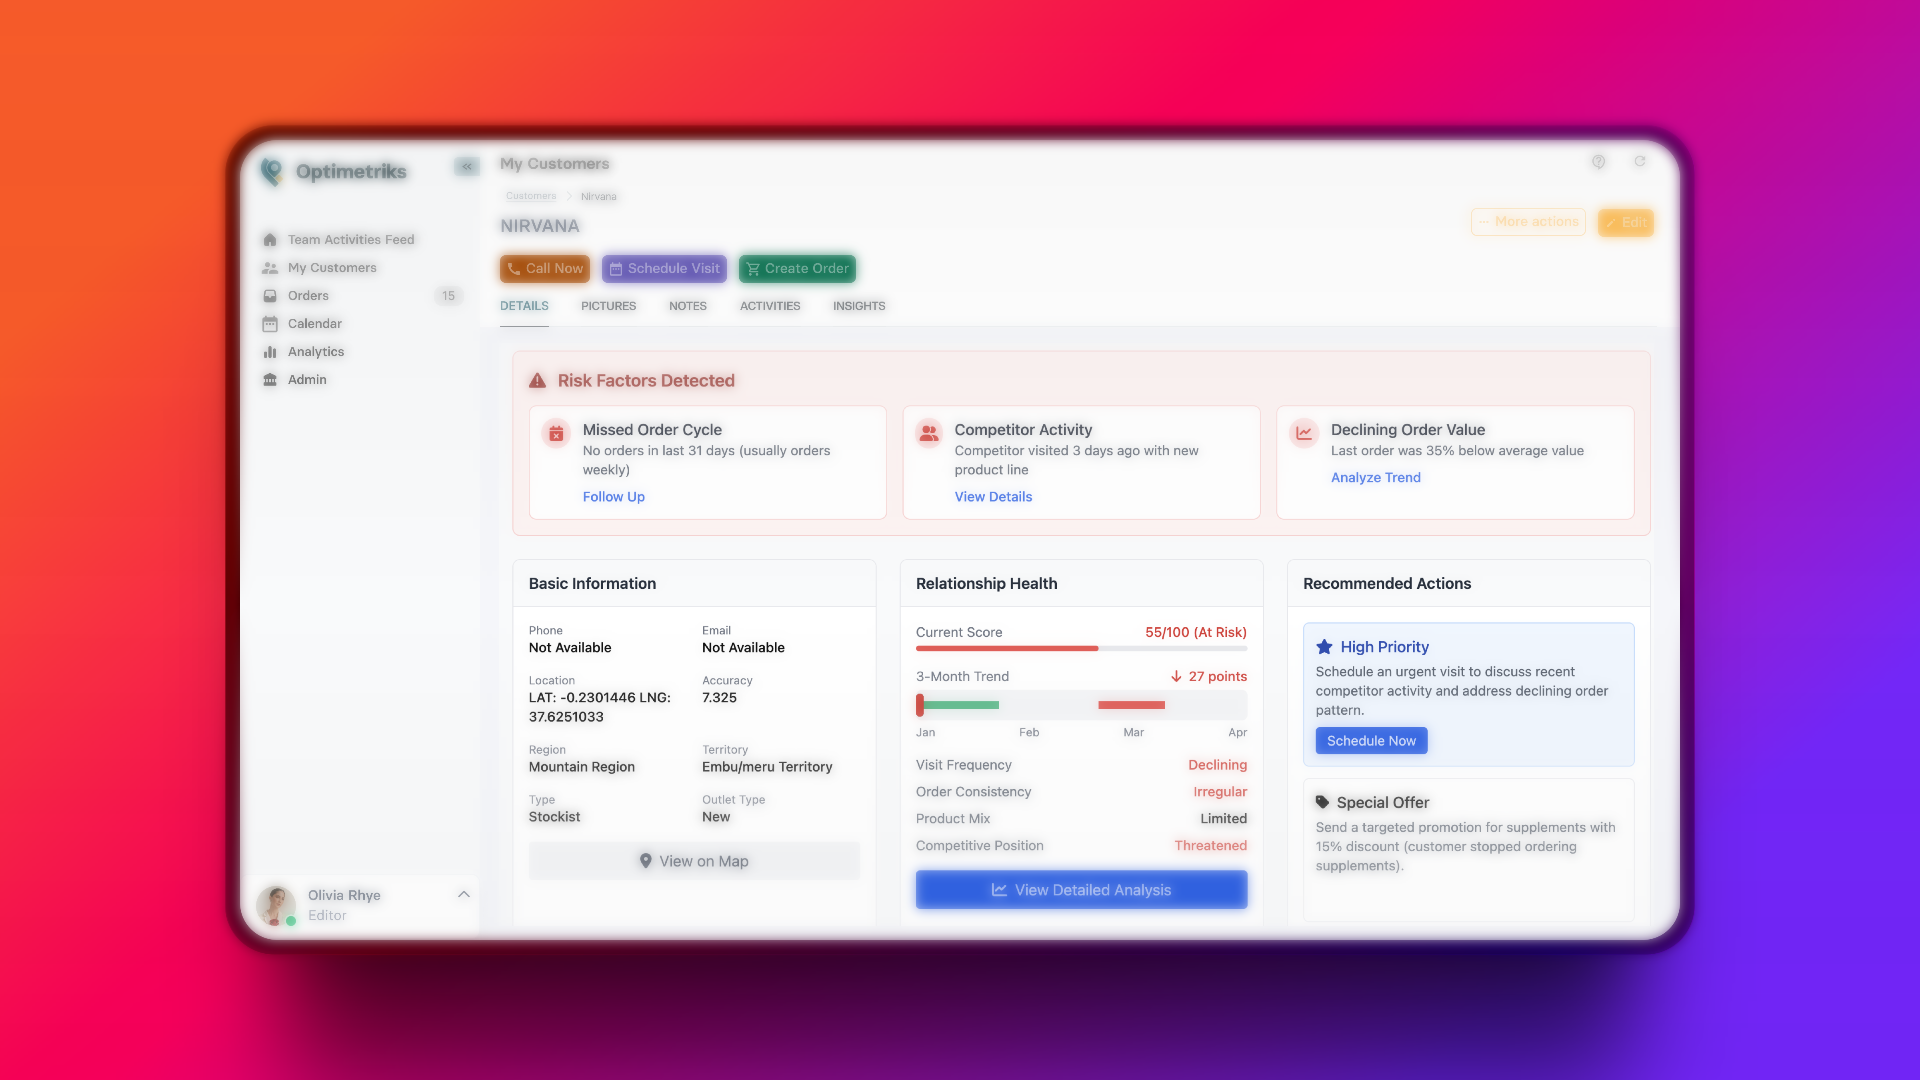 Optimetriks
Team Activities Feed
My Customers
Orders
15
Calendar
Analytics
Admin
Olivia Rhye
Editor
My Customers
Customers
Nirvana
NIRVANA
More actions
Edit
Call Now
Schedule Visit
Create Order
DETAILS
PICTURES
NOTES
ACTIVITIES
INSIGHTS
Risk Factors Detected
Missed Order Cycle
No orders in last 31 days (usually orders
weekly)
Follow Up
Competitor Activity
Competitor visited 3 days ago with new
product line
View Details
Declining Order Value
Last order was 35% below average value
Analyze Trend
Basic Information
Phone
Not Available
Email
Not Available
Location
LAT: -0.2301446 LNG:
37.6251033
Accuracy
7.325
Region
Mountain Region
Territory
Embu/meru Territory
Type
Stockist
Outlet Type
New
View on Map
Relationship Health
Current Score
55/100 (At Risk)
3-Month Trend
↓ 27 points
Jan
Feb
Mar
Apr
Visit Frequency
Declining
Order Consistency
Irregular
Product Mix
Limited
Competitive Position
Threatened
View Detailed Analysis
Recommended Actions
High Priority
Schedule an urgent visit to discuss recent
competitor activity and address declining order
pattern.
Schedule Now
Special Offer
Send a targeted promotion for supplements with
15% discount (customer stopped ordering
supplements).